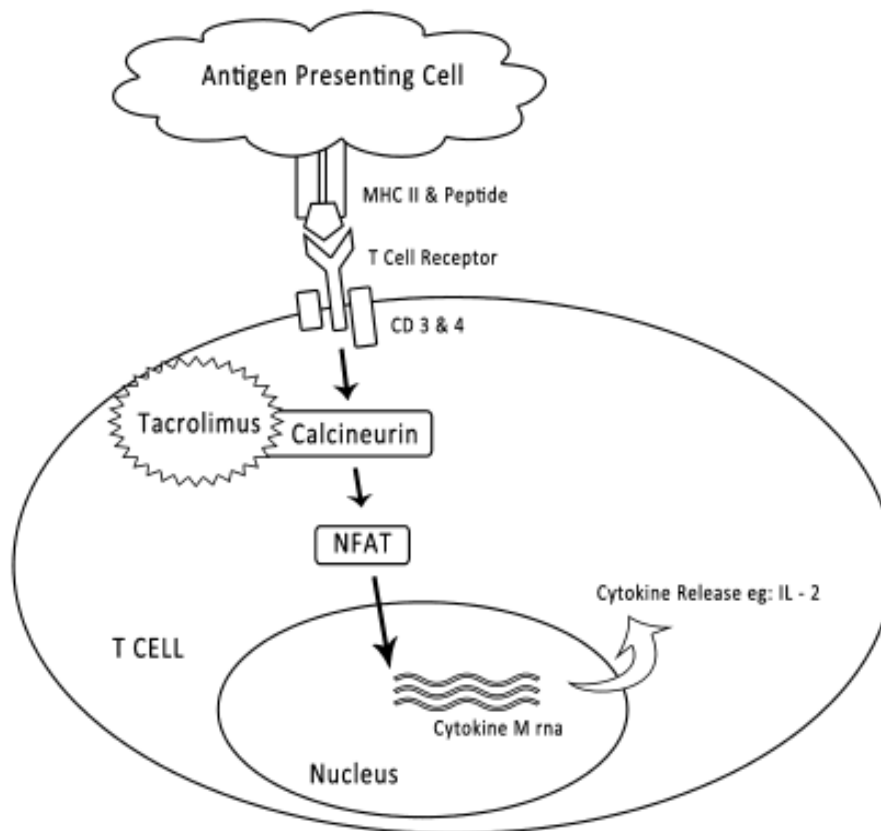 Antigen Presenting Cell
MHC II & Peptide
T Cell Receptor
CD 3 & 4
Tacrolimus
Calcineurin
NFAT
Cytokine Release eg: IL - 2
T CELL
Cytokine M rna
Nucleus